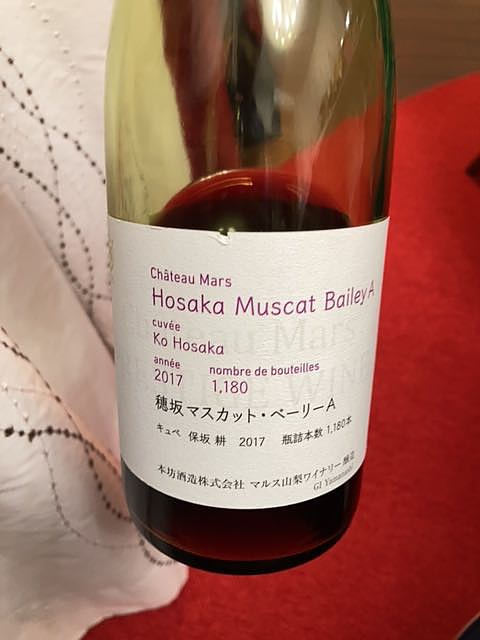 Château Mars
Hosaka Muscat Bailey A
cuvée
Ko Hosaka
année nombre de bouteilles
2017 1,180
穂坂マスカット・ベーリーA
キュベ 保坂 耕 2017 瓶詰本数 1,180本
本坊酒造株式会社 マルス山梨ワイナリー 醸造
GI Yamanashi